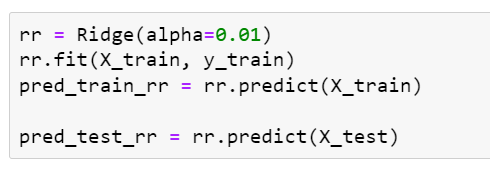 rr = Ridge(alpha=0.01)
rr.fit(X_train, y_train)
pred_train_rr = rr.predict(X_train)
pred_test_rr = rr.predict(X_test)